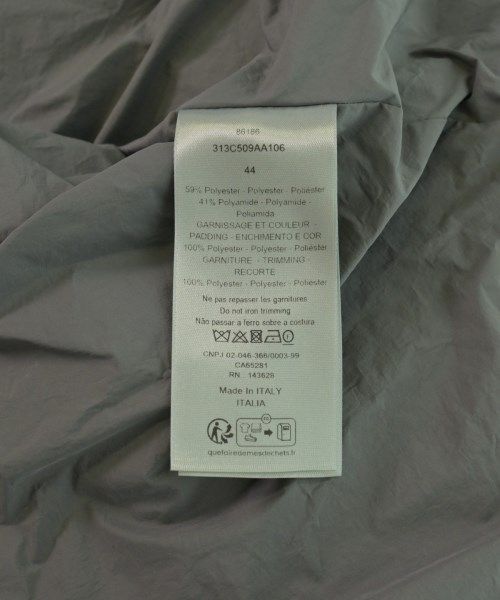 86186
313C509AA106
44
59% Polyester - Polyester - Poliéster
41% Polyamide - Polyamide -
Poliamida
GARNISSAGE ET COULEUR -
PADDING - ENCHIMENTO E COR
100% Polyester - Polyester - Poliéster
GARNITURE - TRIMMING
RECORTE
100% Polyester - Polyester - Poliéster
Ne pas repasser les garnitures
Do not iron trimming
Não passar a ferro sobre a costura
CNPJ 02-046-366/0003-99
CA65281
RN.: 143628
Made In ITALY
ITALIA
quefairedemesdechets.fr